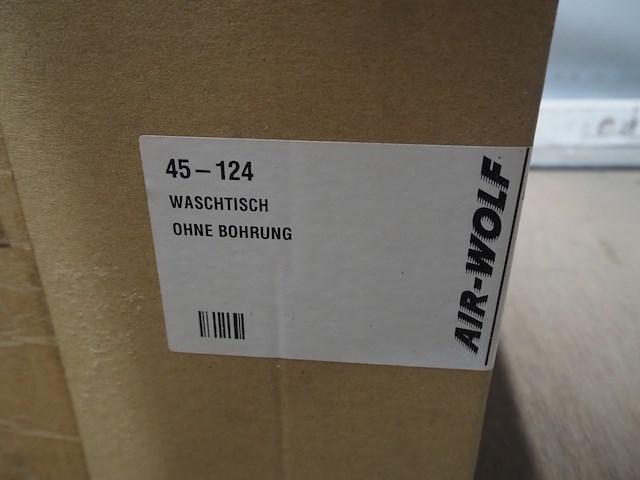 45–124
WASCHTISCH
OHNE BOHRUNG
AIR-WOLF